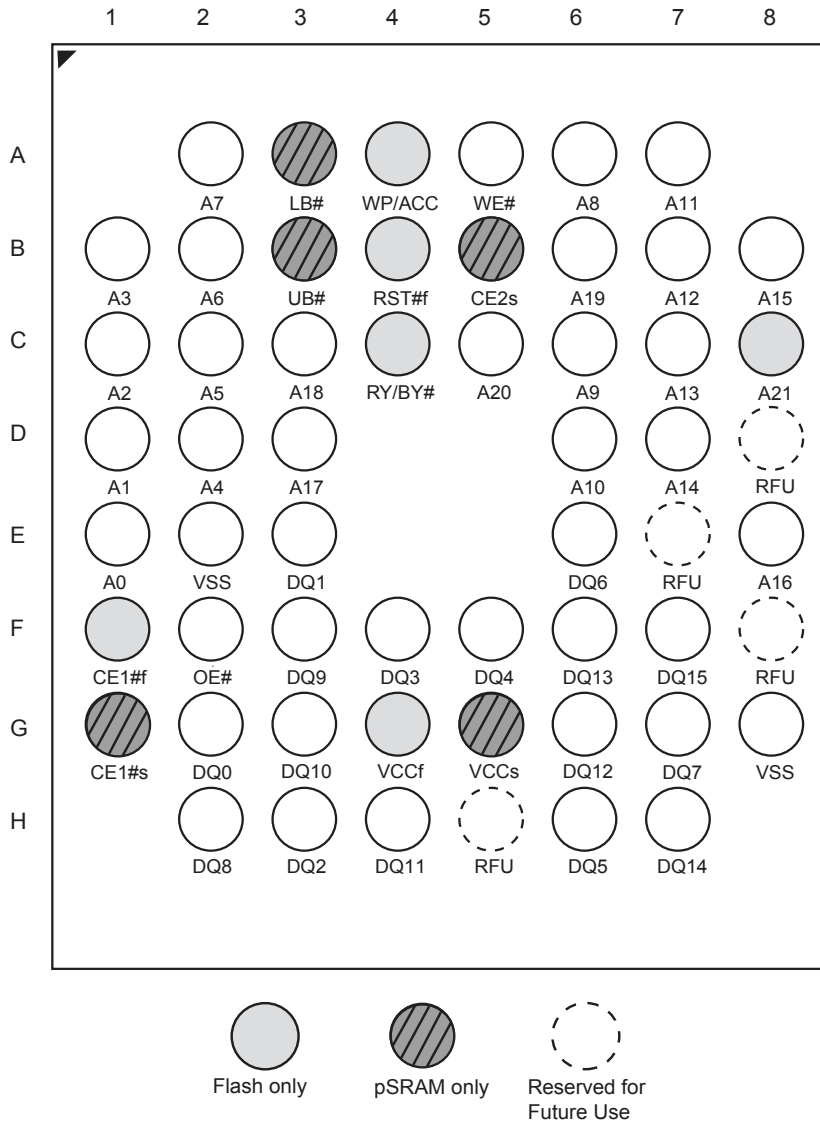 1 2 3 4 5 6 7 8
A
A7 LB# WP/ACC WE# A8 A11
B
A3 A6 UB# RST#f CE2s A19 A12 A15
C
A2 A5 A18 RY/BY# A20 A9 A13 A21
D
A1 A4 A17 A10 A14 RFU
E
A0 VSS DQ1 DQ6 RFU A16
F
CE1#f OE# DQ9 DQ3 DQ4 DQ13 DQ15 RFU
G
CE1#s DQ0 DQ10 VCCf VCCs DQ12 DQ7 VSS
H
DQ8 DQ2 DQ11 RFU DQ5 DQ14
Flash only pSRAM only Reserved for
Future Use